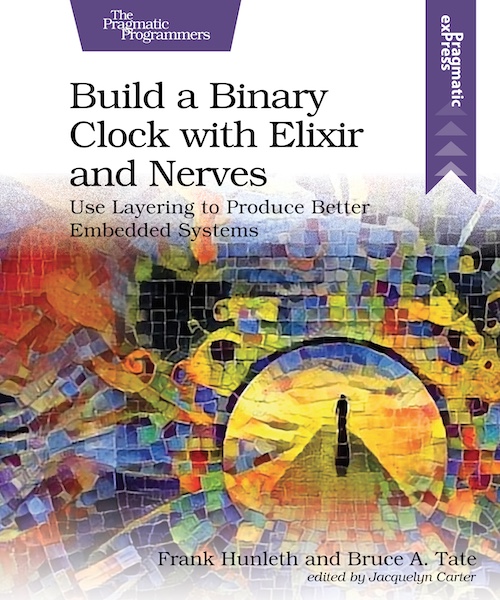 The
Pragmatic
Programmers
Pragmatic
exPress
Build a Binary
Clock with Elixir
and Nerves
Use Layering to Produce Better
Embedded Systems
Frank Hunleth and Bruce A. Tate
edited by Jacquelyn Carter